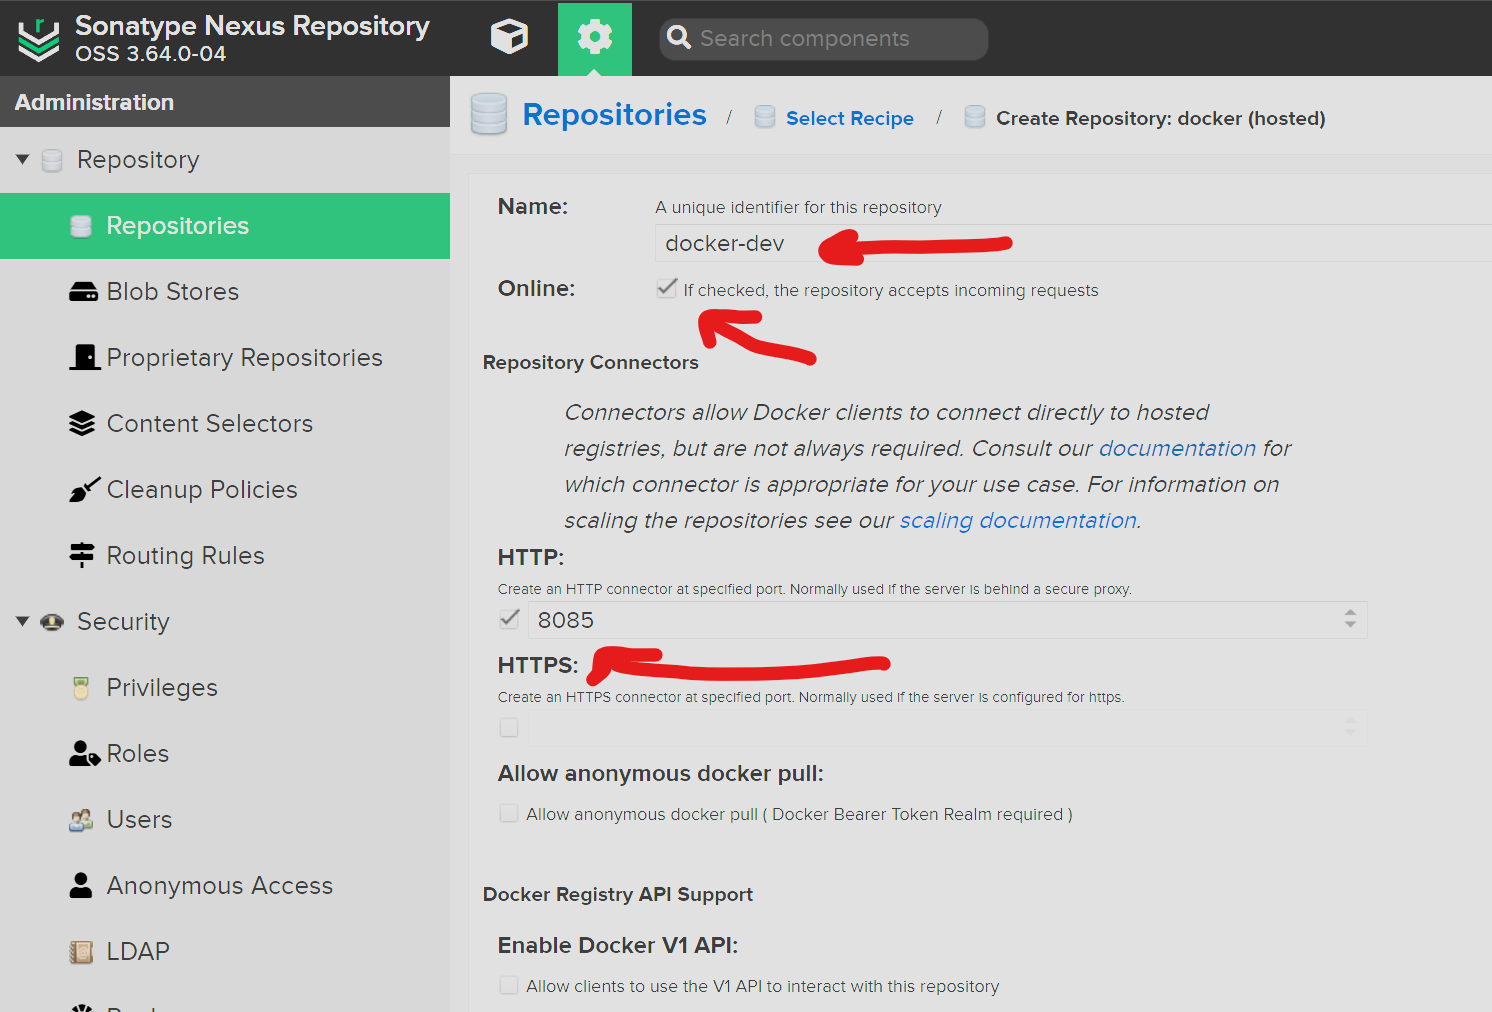 Sonatype Nexus Repository
OSS 3.64.0-04
Search components
Administration
Repositories / Select Recipe / Create Repository: docker (hosted)
Repository
Repositories
Blob Stores
Proprietary Repositories
Content Selectors
Cleanup Policies
Routing Rules
Security
Privileges
Roles
Users
Anonymous Access
LDAP
Name:
A unique identifier for this repository
docker-dev
Online:
If checked, the repository accepts incoming requests
Repository Connectors
Connectors allow Docker clients to connect directly to hosted
registries, but are not always required. Consult our documentation for
which connector is appropriate for your use case. For information on
scaling the repositories see our scaling documentation.
HTTP:
Create an HTTP connector at specified port. Normally used if the server is behind a secure proxy.
8085
HTTPS:
Create an HTTPS connector at specified port. Normally used if the server is configured for https.
Allow anonymous docker pull:
Allow anonymous docker pull ( Docker Bearer Token Realm required )
Docker Registry API Support
Enable Docker V1 API:
Allow clients to use the V1 API to interact with this repository